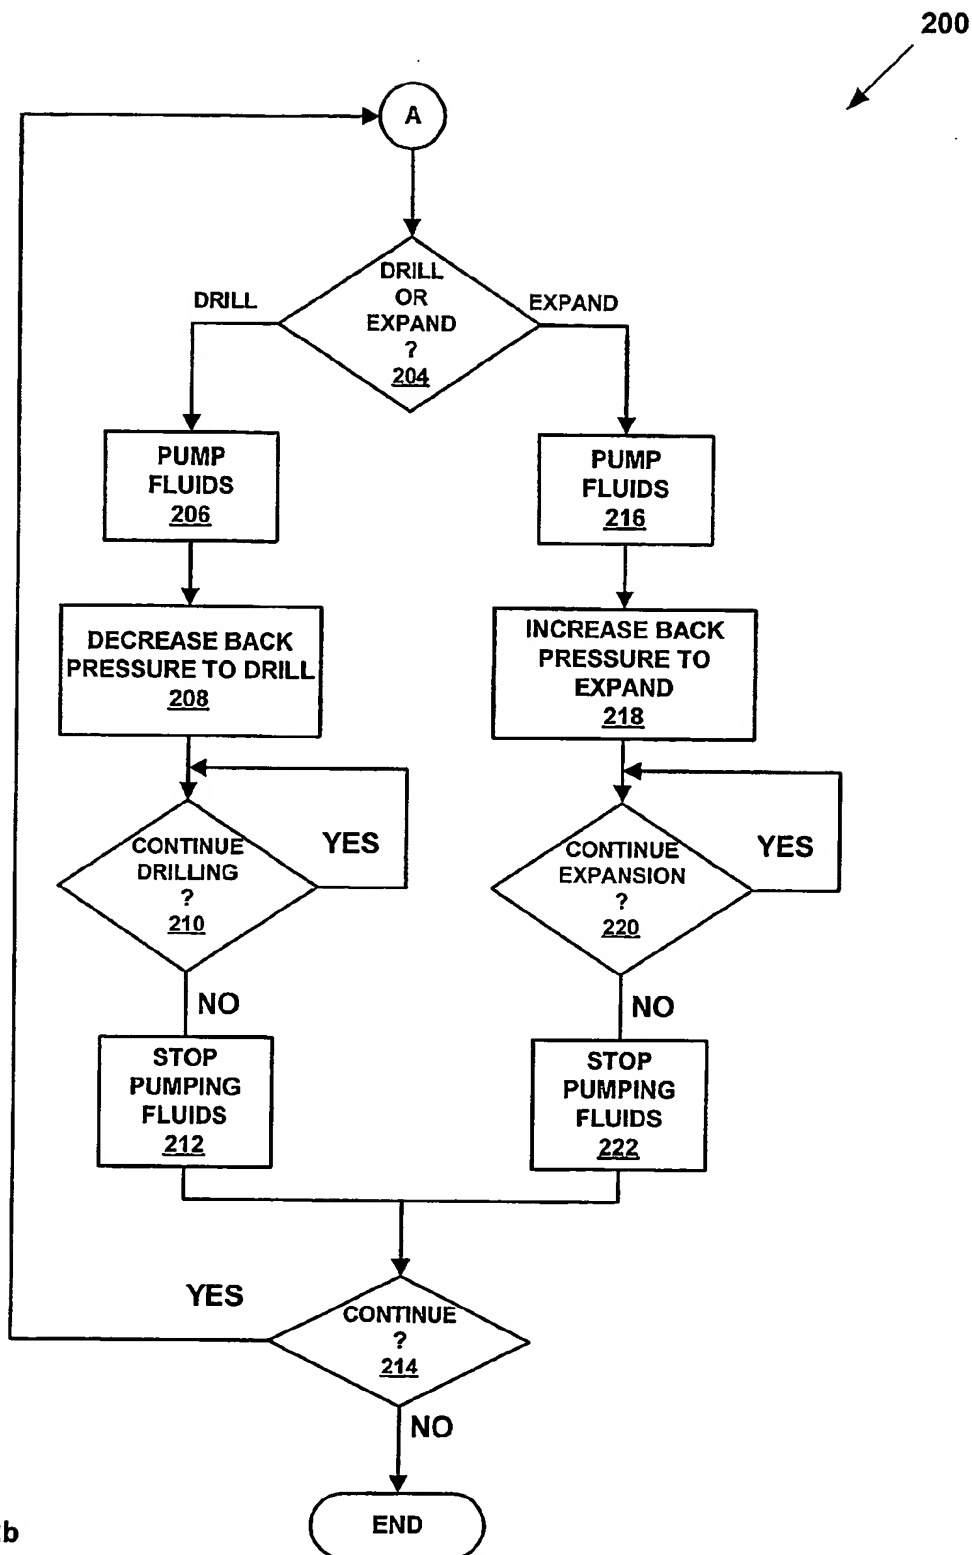 200
A
DRILL
OR
EXPAND
?
204
DRILL
EXPAND
PUMP
FLUIDS
206
PUMP
FLUIDS
216
DECREASE BACK
PRESSURE TO DRILL
208
INCREASE BACK
PRESSURE TO
EXPAND
218
CONTINUE
DRILLING
?
210
YES
CONTINUE
EXPANSION
?
220
YES
NO
NO
STOP
PUMPING
FLUIDS
212
STOP
PUMPING
FLUIDS
222
YES
CONTINUE
?
214
NO
END